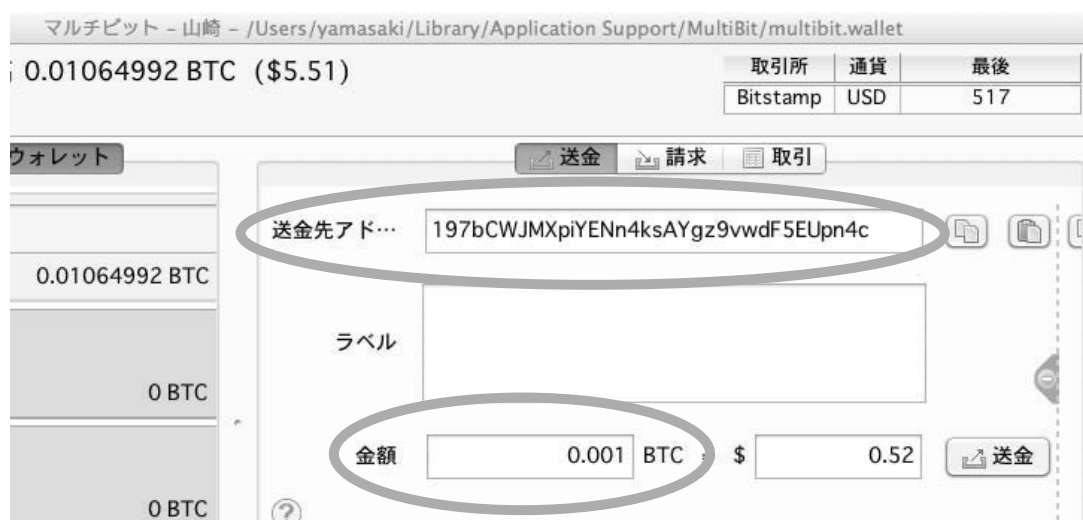 マルチビット – 山崎 – /Users/yamasaki/Library/Application Support/MultiBit/multibit.wallet
0.01064992 BTC ($5.51)
取引所 通貨 最後
Bitstamp USD 517
ウォレット
送金 請求 取引
送金先アド… 197bCWJMXpiYENn4ksAYgz9vwdF5EUpn4c
0.01064992 BTC
ラベル
0 BTC
金額 0.001 BTC = $ 0.52 送金
0 BTC
?